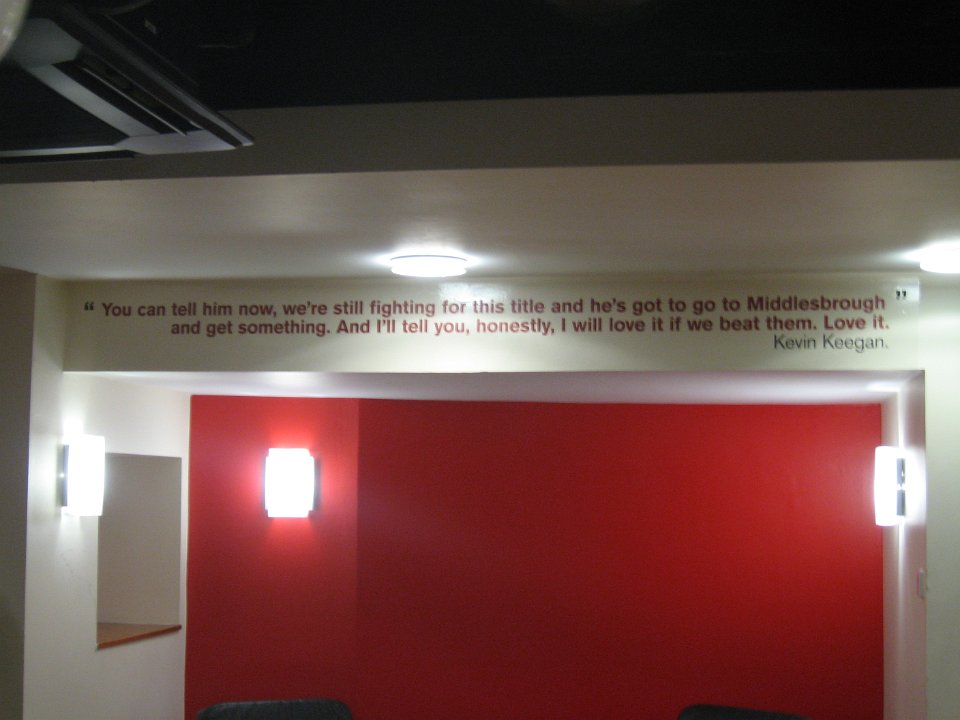 “ You can tell him now, we're still fighting for this title and he's got to go to Middlesbrough ”
and get something. And I'll tell you, honestly, I will love it if we beat them. Love it.
Kevin Keegan.